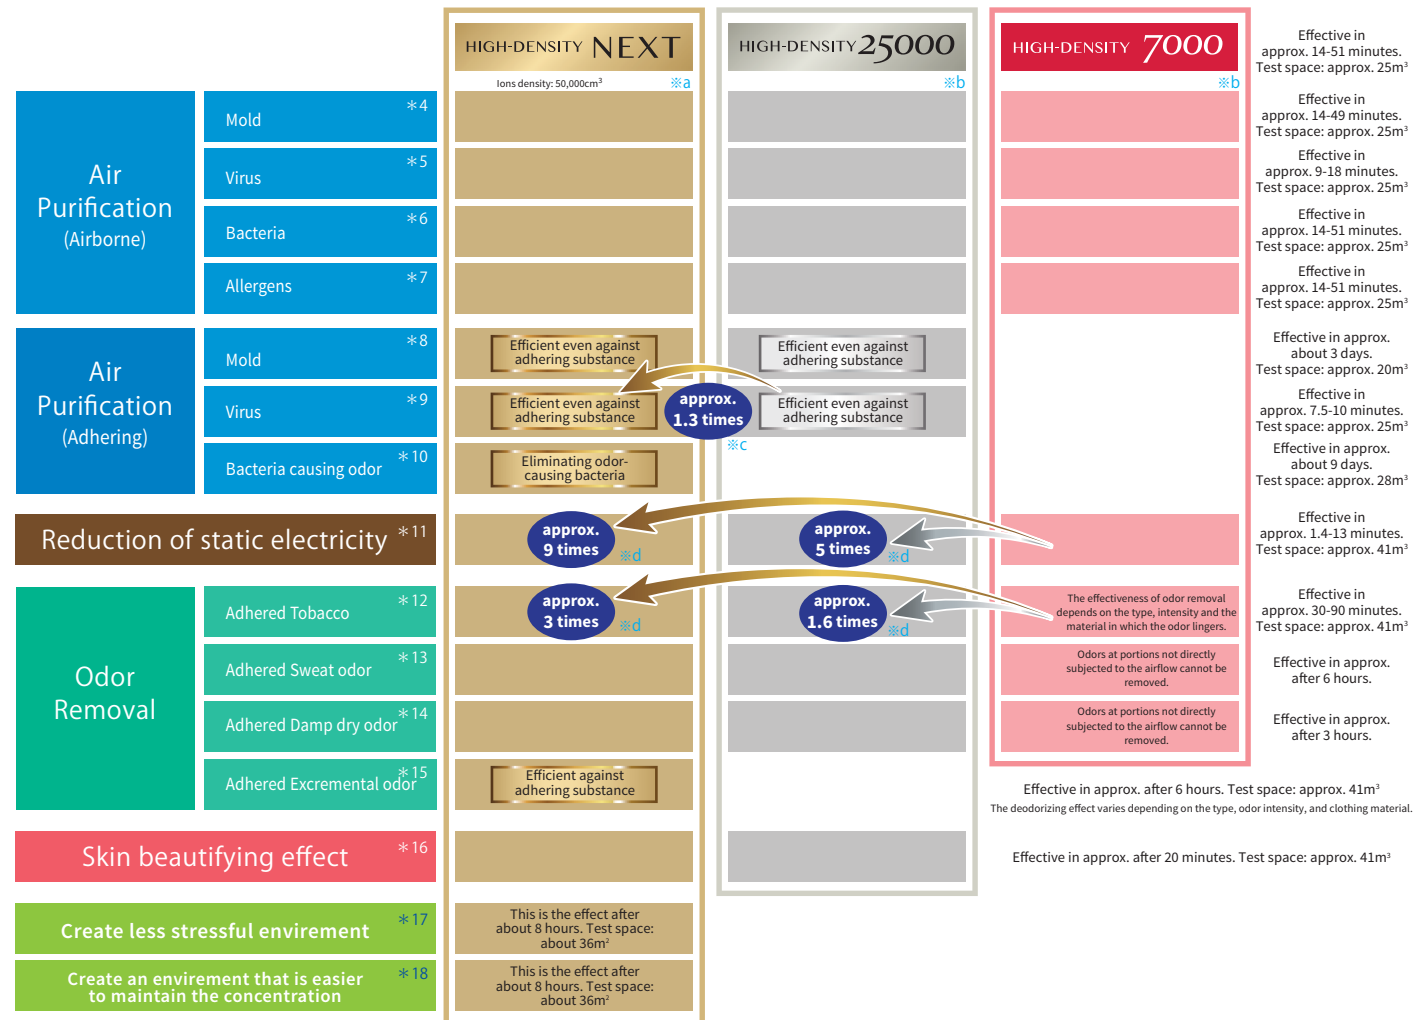 HIGH-DENSITY NEXT
HIGH-DENSITY 25000
HIGH-DENSITY 7000
Effective in
approx. 14-51 minutes.
Test space: approx. 25m³
Ions density: 50,000cm³
※a
※b
※b
Air
Purification
(Airborne)
Mold
*4
Effective in
approx. 14-49 minutes.
Test space: approx. 25m³
Virus
*5
Effective in
approx. 9-18 minutes.
Test space: approx. 25m³
Bacteria
*6
Effective in
approx. 14-51 minutes.
Test space: approx. 25m³
Allergens
*7
Effective in
approx. 14-51 minutes.
Test space: approx. 25m³
Air
Purification
(Adhering)
Mold
*8
Efficient even against
adhering substance
Efficient even against
adhering substance
Effective in approx.
about 3 days.
Test space: approx. 20m³
Virus
*9
Efficient even against
adhering substance
approx.
1.3 times
Efficient even against
adhering substance
※c
Effective in
approx. 7.5-10 minutes.
Test space: approx. 25m³
Bacteria causing odor
*10
Eliminating odor-
causing bacteria
Effective in approx.
about 9 days.
Test space: approx. 28m³
Reduction of static electricity
*11
approx.
9 times
※d
approx.
5 times
※d
Effective in
approx. 1.4-13 minutes.
Test space: approx. 41m³
Odor
Removal
Adhered Tobacco
*12
approx.
3 times
※d
approx.
1.6 times
※d
The effectiveness of odor removal
depends on the type, intensity and the
material in which the odor lingers.
Effective in
approx. 30-90 minutes.
Test space: approx. 41m³
Adhered Sweat odor
*13
Odors at portions not directly
subjected to the airflow cannot be
removed.
Effective in approx.
after 6 hours.
Adhered Damp dry odor
*14
Odors at portions not directly
subjected to the airflow cannot be
removed.
Effective in approx.
after 3 hours.
Adhered Excremental odor
*15
Efficient against
adhering substance
Effective in approx. after 6 hours. Test space: approx. 41m³
The deodorizing effect varies depending on the type, odor intensity, and clothing material.
Skin beautifying effect
*16
Effective in approx. after 20 minutes. Test space: approx. 41m³
Create less stressful envirement
*17
This is the effect after
about 8 hours. Test space:
about 36m²
Create an envirement that is easier
to maintain the concentration
*18
This is the effect after
about 8 hours. Test space:
about 36m²